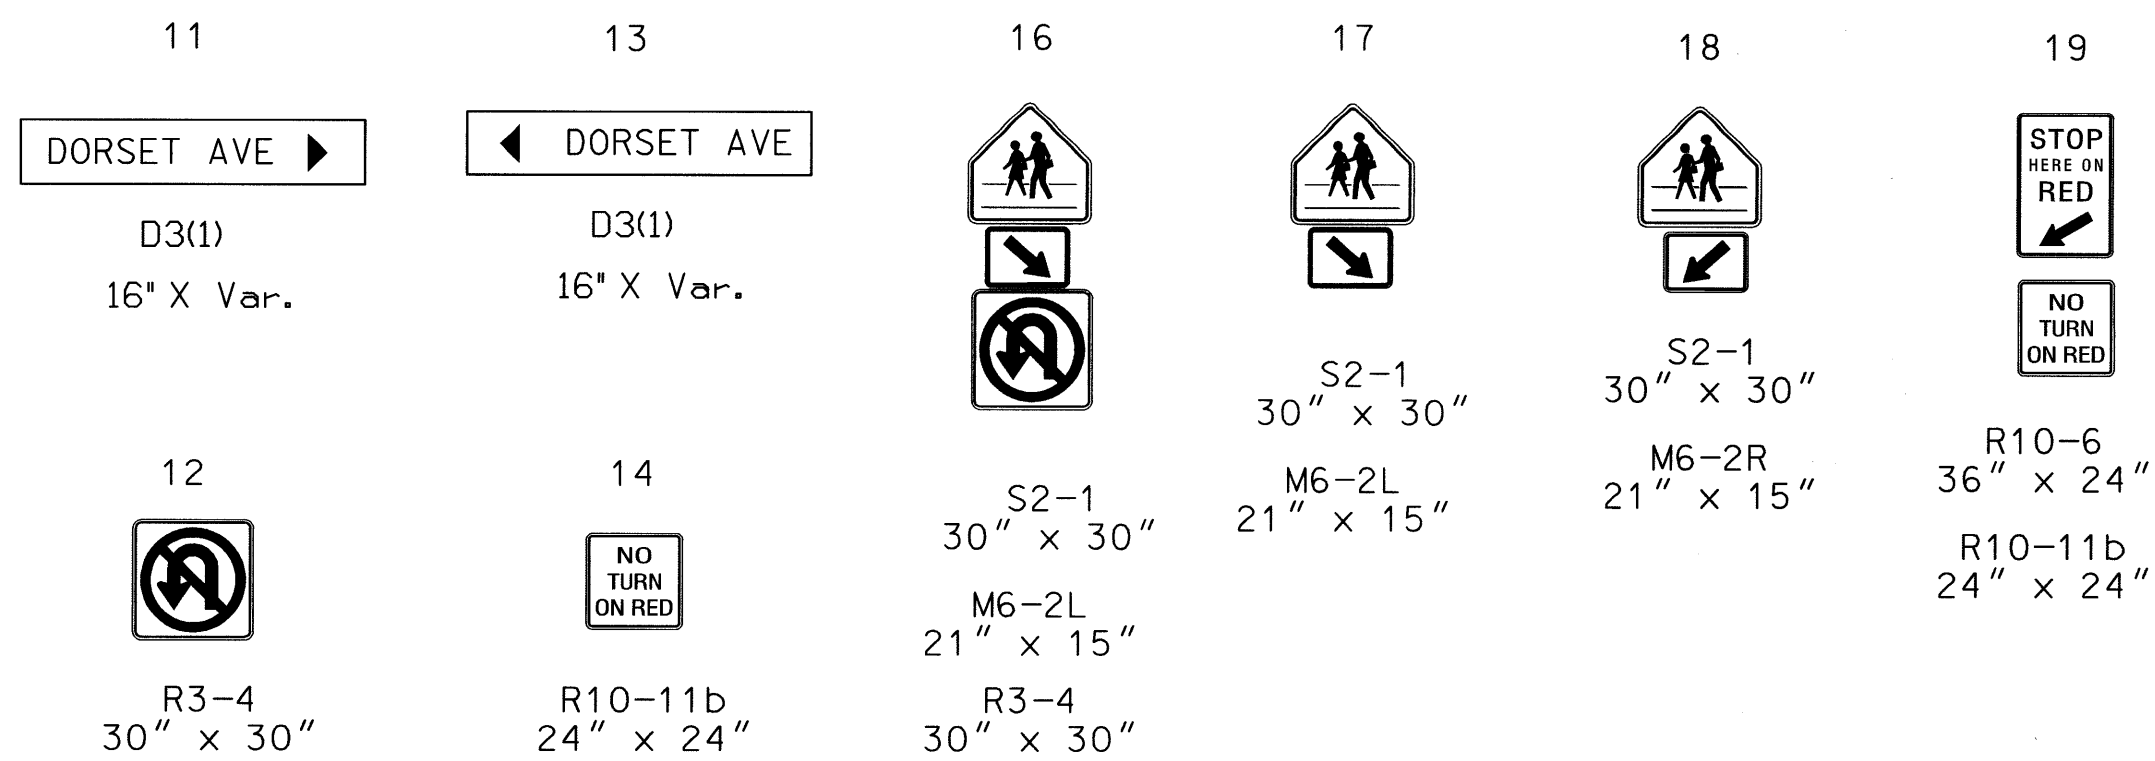 11
DORSET AVE
D3(1)
16" X Var.
12
R3-4
30" x 30"
13
DORSET AVE
D3(1)
16" X Var.
14
NO
TURN
ON RED
R10-11b
24" x 24"
16
S2-1
30" x 30"
M6-2L
21" x 15"
R3-4
30" x 30"
17
S2-1
30" x 30"
M6-2L
21" x 15"
18
S2-1
30" x 30"
M6-2R
21" x 15"
19
STOP
HERE ON
RED
NO
TURN
ON RED
R10-6
36" x 24"
R10-11b
24" x 24"